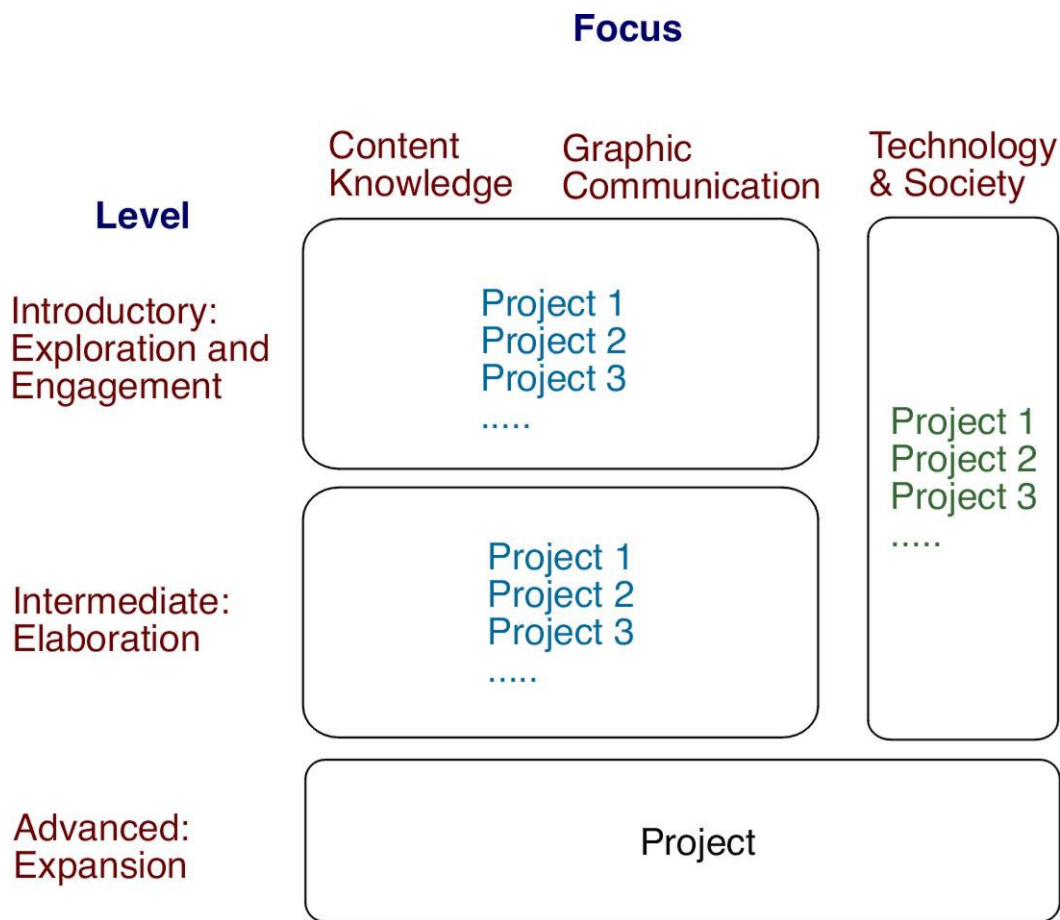 Focus
Content
Knowledge
Graphic
Communication
Technology
& Society
Level
Introductory:
Exploration and
Engagement
Project 1
Project 2
Project 3
.....
Project 1
Project 2
Project 3
.....
Intermediate:
Elaboration
Project 1
Project 2
Project 3
.....
Advanced:
Expansion
Project